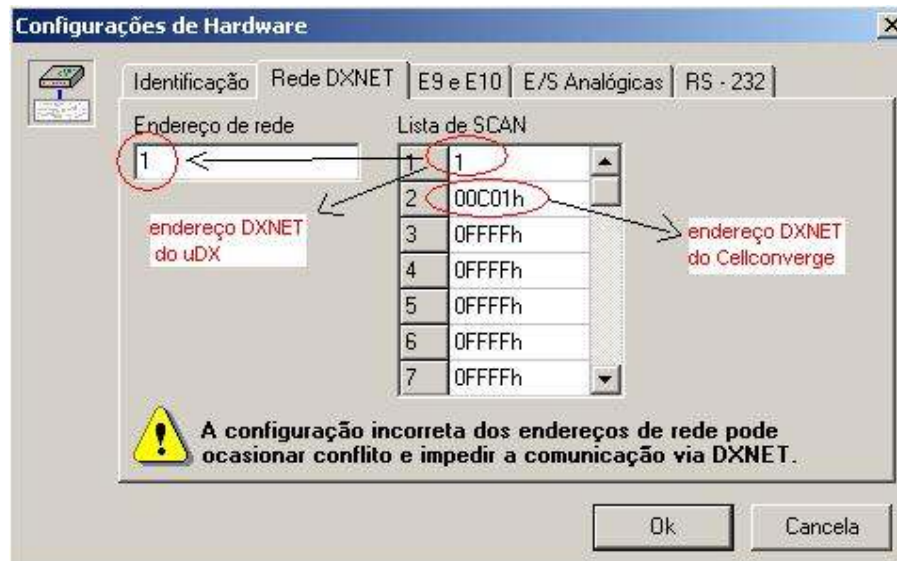 Configurações de Hardware
Identificação
Rede DXNET
E9 e E10
E/S Analógicas
RS - 232
Endereço de rede
Lista de SCAN
1
1 1
2 00C01h
3 0FFFFh
4 0FFFFh
5 0FFFFh
6 0FFFFh
7 0FFFFh
endereço DXNET
do uDX
endereço DXNET
do Cellconverge
A configuração incorreta dos endereços de rede pode
ocasionar conflito e impedir a comunicação via DXNET.
Ok
Cancela